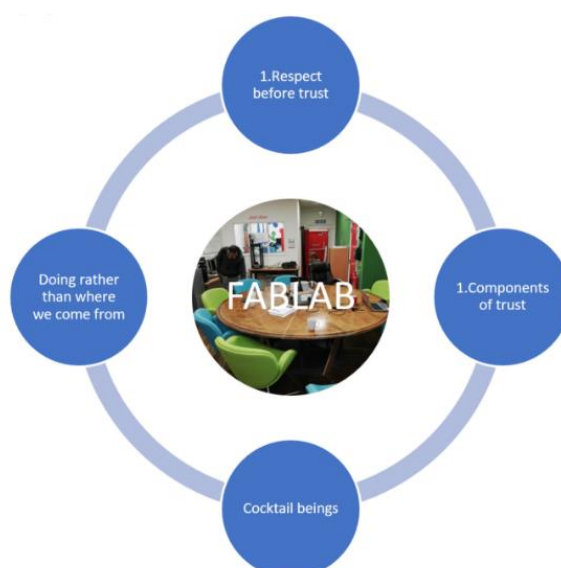 1.Respect
before trust
Doing rather
than where
we come from
FABLAB
1.Components
of trust
Cocktail beings